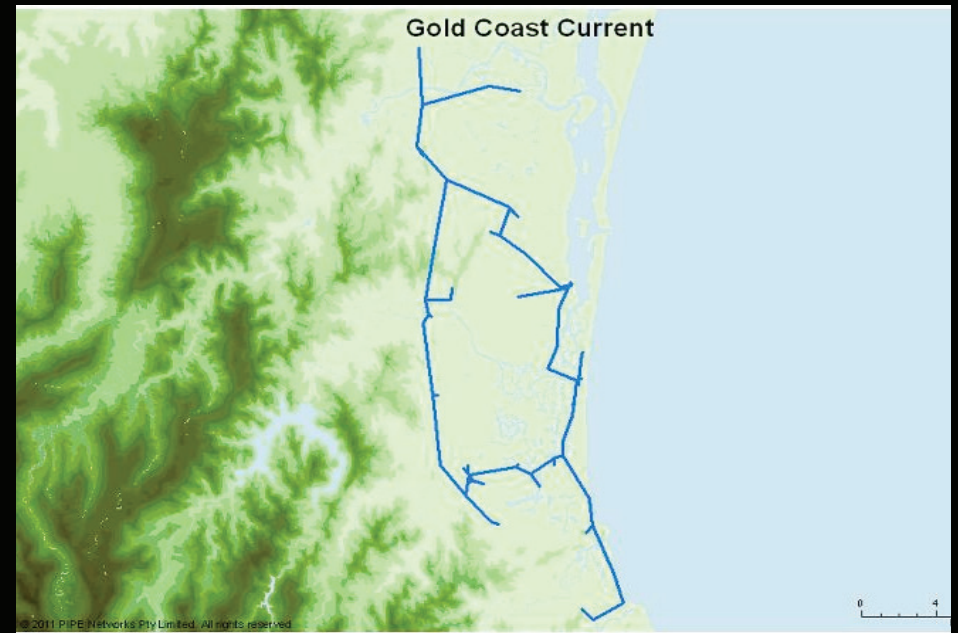 Gold Coast Current
0 4
© 2011 PIPE Networks Pty Limited. All rights reserved